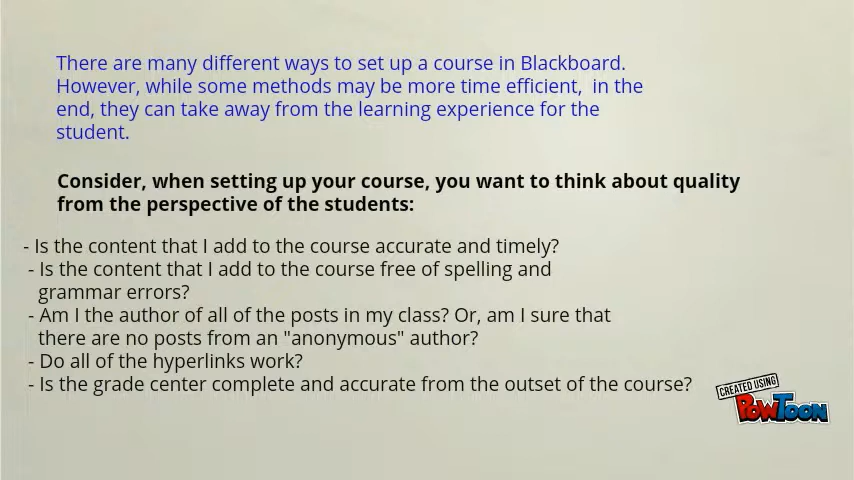 There are many different ways to set up a course in Blackboard.
However, while some methods may be more time efficient,  in the
end, they can take away from the learning experience for the
student.
Consider, when setting up your course, you want to think about quality
from the perspective of the students:
- Is the content that I add to the course accurate and timely?
- Is the content that I add to the course free of spelling and
grammar errors?
- Am I the author of all of the posts in my class? Or, am I sure that
there are no posts from an "anonymous" author?
- Do all of the hyperlinks work?
- Is the grade center complete and accurate from the outset of the course?
CREATED USING
POWTOON